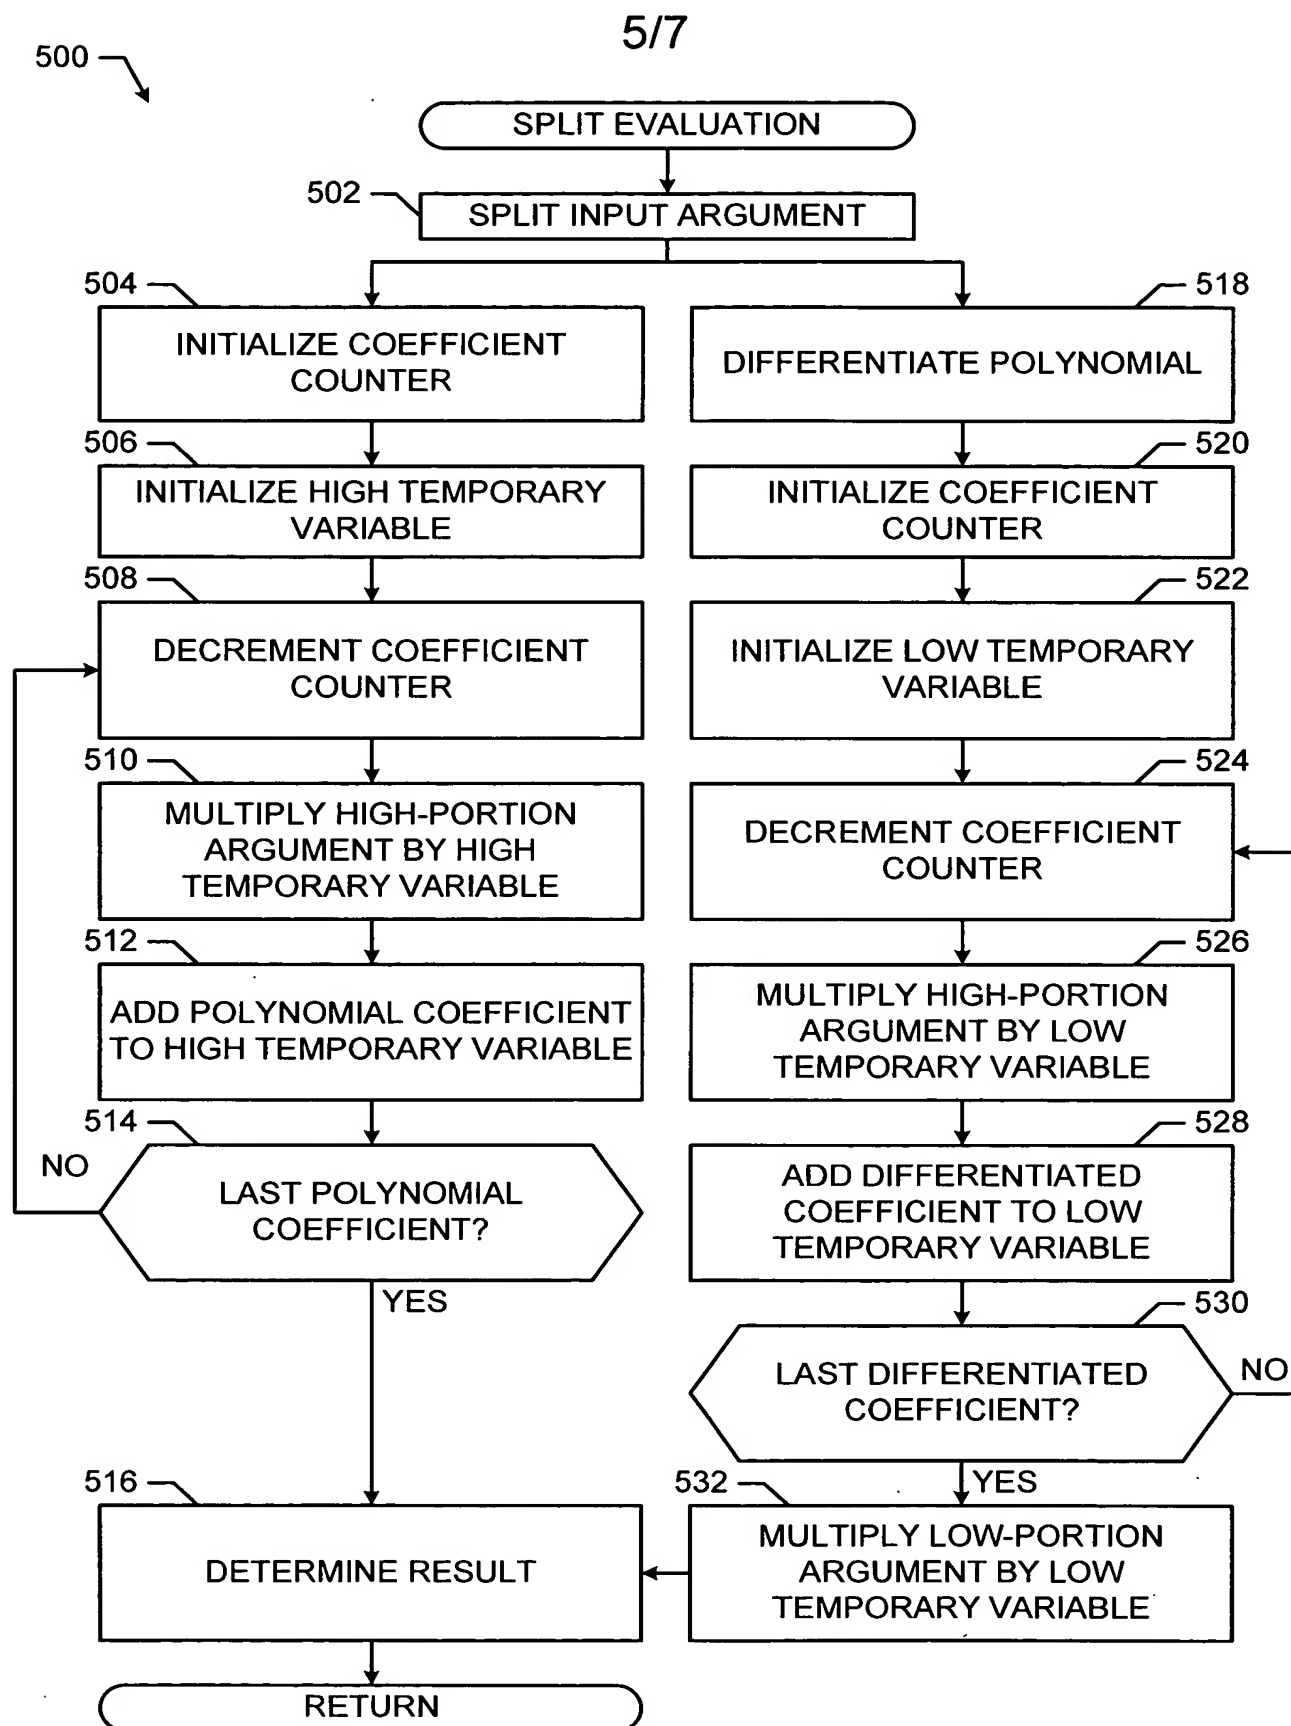 5/7
500
SPLIT EVALUATION
502
SPLIT INPUT ARGUMENT
504
INITIALIZE COEFFICIENT
COUNTER
506
INITIALIZE HIGH TEMPORARY
VARIABLE
508
DECREMENT COEFFICIENT
COUNTER
510
MULTIPLY HIGH-PORTION
ARGUMENT BY HIGH
TEMPORARY VARIABLE
512
ADD POLYNOMIAL COEFFICIENT
TO HIGH TEMPORARY VARIABLE
514
NO
LAST POLYNOMIAL
COEFFICIENT?
YES
516
DETERMINE RESULT
RETURN
518
DIFFERENTIATE POLYNOMIAL
520
INITIALIZE COEFFICIENT
COUNTER
522
INITIALIZE LOW TEMPORARY
VARIABLE
524
DECREMENT COEFFICIENT
COUNTER
526
MULTIPLY HIGH-PORTION
ARGUMENT BY LOW
TEMPORARY VARIABLE
528
ADD DIFFERENTIATED
COEFFICIENT TO LOW
TEMPORARY VARIABLE
530
LAST DIFFERENTIATED
COEFFICIENT?
NO
YES
532
MULTIPLY LOW-PORTION
ARGUMENT BY LOW
TEMPORARY VARIABLE